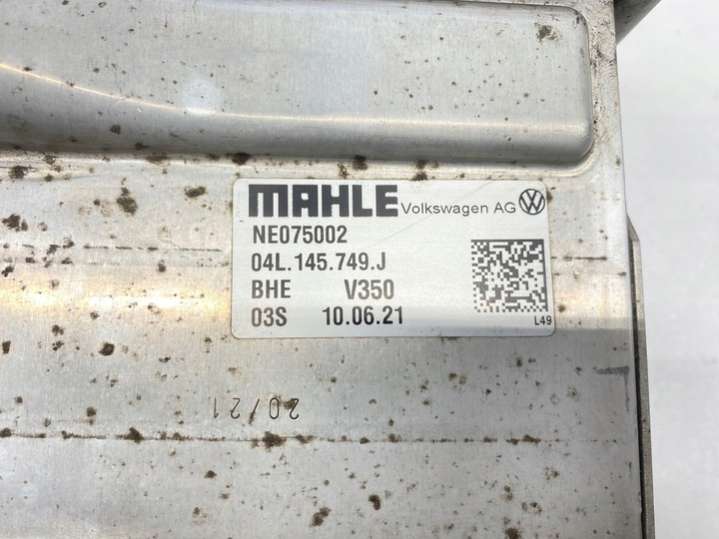 MAHLE Volkswagen AG
NE075002
04L.145.749.J
BHE V350
03S 10.06.21
L49
20/21